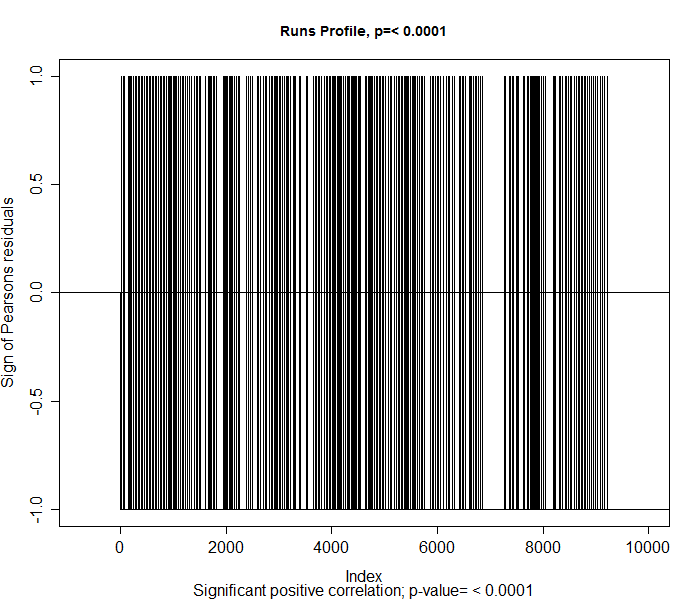 Runs Profile, p=< 0.0001
Sign of Pearsons residuals
1.0
0.5
0.0
-0.5
-1.0
0 2000 4000 6000 8000 10000
Index
Significant positive correlation; p-value= < 0.0001